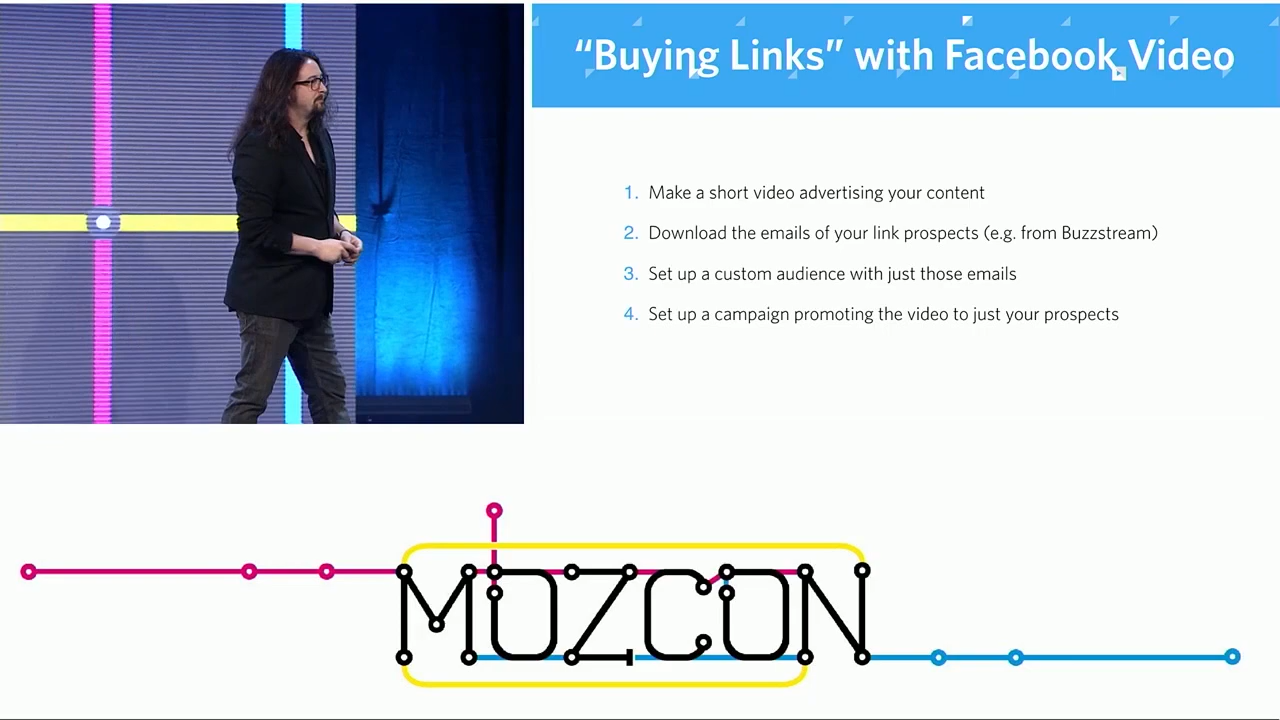 “Buying Links” with Facebook Video
1. Make a short video advertising your content
2. Download the emails of your link prospects (e.g. from Buzzstream)
3. Set up a custom audience with just those emails
4. Set up a campaign promoting the video to just your prospects
MOZCON